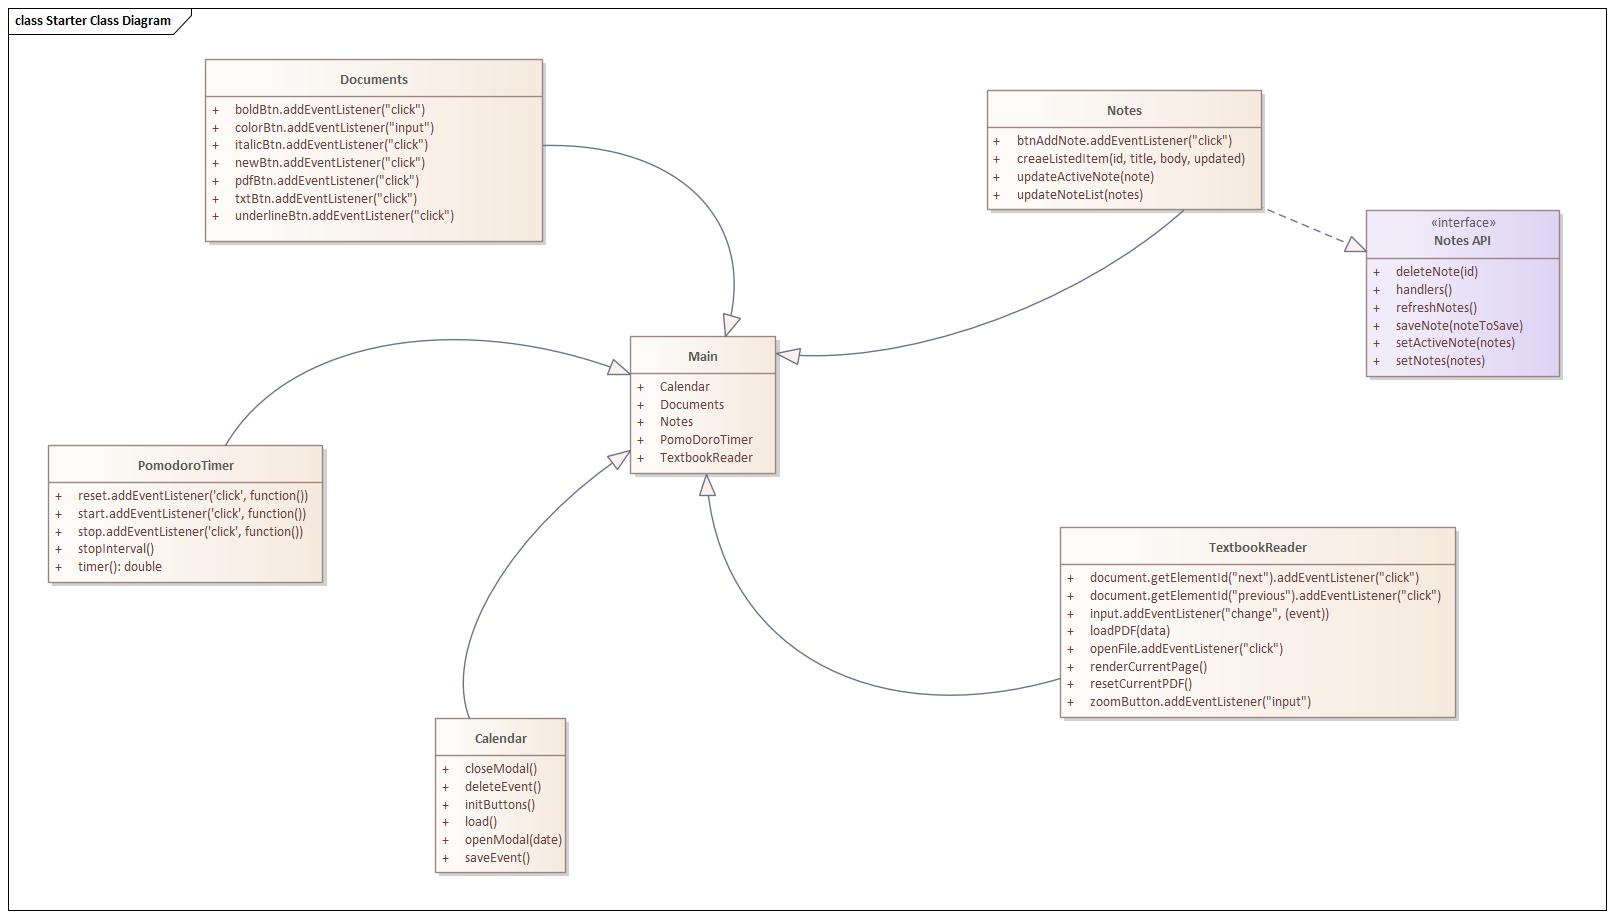 class Starter Class Diagram
Documents
+ boldBtn.addEventListener("click")
+ colorBtn.addEventListener("input")
+ italicBtn.addEventListener("click")
+ newBtn.addEventListener("click")
+ pdfBtn.addEventListener("click")
+ txtBtn.addEventListener("click")
+ underlineBtn.addEventListener("click")
Notes
+ btnAddNote.addEventListener("click")
+ creaeListedItem(id, title, body, updated)
+ updateActiveNote(note)
+ updateNoteList(notes)
«interface»
Notes API
+ deleteNote(id)
+ handlers()
+ refreshNotes()
+ saveNote(noteToSave)
+ setActiveNote(notes)
+ setNotes(notes)
Main
+ Calendar
+ Documents
+ Notes
+ PomoDoroTimer
+ TextbookReader
PomodoroTimer
+ reset.addEventListener('click', function())
+ start.addEventListener('click', function())
+ stop.addEventListener('click', function())
+ stopInterval()
+ timer(): double
TextbookReader
+ document.getElementId("next").addEventListener("click")
+ document.getElementId("previous").addEventListener("click")
+ input.addEventListener("change", (event))
+ loadPDF(data)
+ openFile.addEventListener("click")
+ renderCurrentPage()
+ resetCurrentPDF()
+ zoomButton.addEventListener("input")
Calendar
+ closeModal()
+ deleteEvent()
+ initButtons()
+ load()
+ openModal(date)
+ saveEvent()